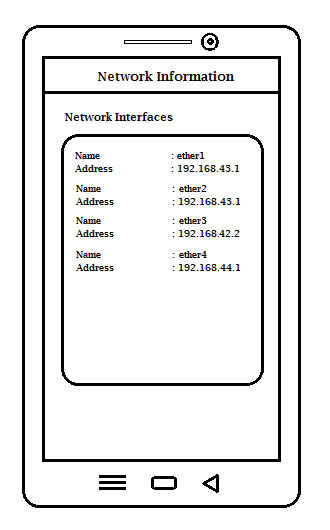 Network Information
Network Interfaces
Name : ether1
Address : 192.168.43.1
Name : ether2
Address : 192.168.43.1
Name : ether3
Address : 192.168.42.2
Name : ether4
Address : 192.168.44.1